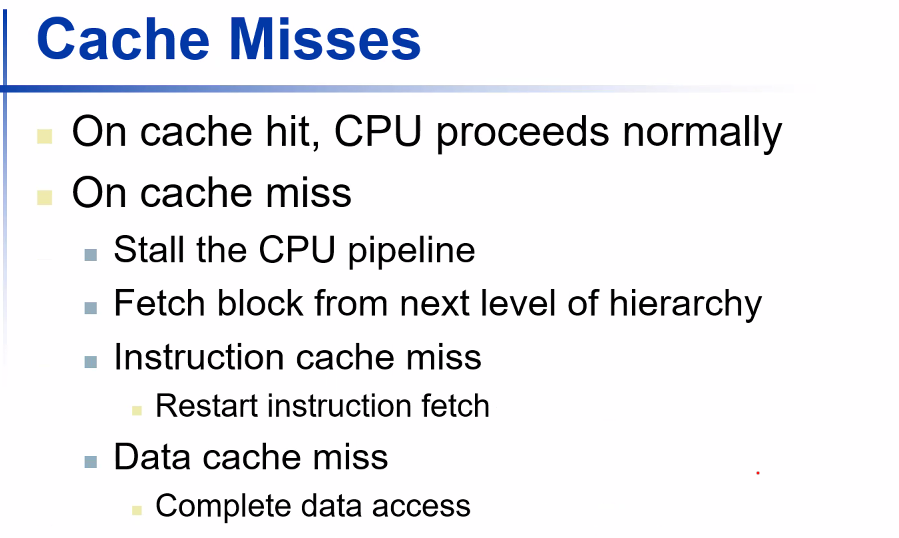 Cache Misses
On cache hit, CPU proceeds normally
On cache miss
Stall the CPU pipeline
Fetch block from next level of hierarchy
Instruction cache miss
Restart instruction fetch
Data cache miss
Complete data access